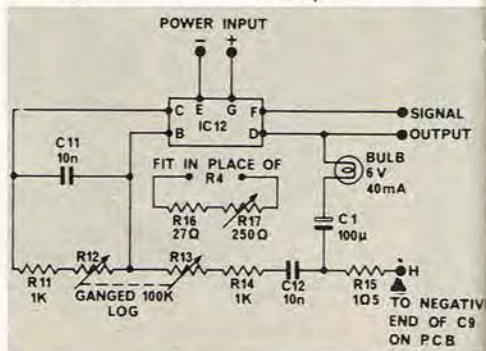 POWER INPUT
− +
C E G F
B IC12 D
SIGNAL
OUTPUT
C11
10n
FIT IN PLACE OF
R4
BULB
6V
40mA
R16
27Ω
R17
250Ω
C1
100µ
R12
R13
R11
1K
GANGED 100K
LOG
R14
1K
C12
10n
R15
1Ω5
H
TO NEGATIVE
END OF C9
ON P.C.B.